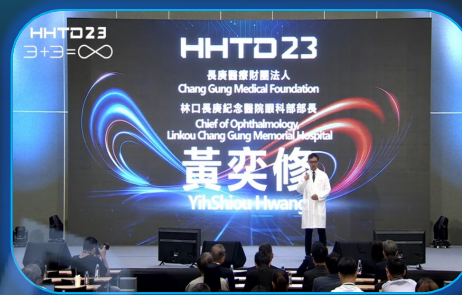 HHTD23
3+3=∞
HHTD23
長庚醫療財團法人
Chang Gung Medical Foundation
林口長庚紀念醫院眼科部部長
Chief of Ophthalmology,
Linkou Chang Gung Memorial Hospital
黃奕修
YihShiou Hwang